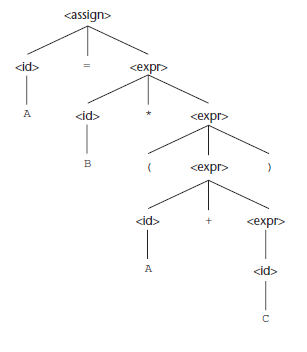 <assign>
<id> = <expr>
A <id> * <expr>
B ( <expr> )
<id> + <expr>
A <id>
C